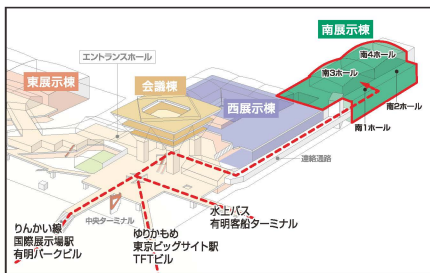 南展示棟
南4ホール
南3ホール
南2ホール
南1ホール
エントランスホール
会議棟
東展示棟
西展示棟
連絡通路
中央ターミナル
水上バス
有明客船ターミナル
りんかい線
国際展示場駅
有明パークビル
ゆりかもめ
東京ビッグサイト駅
TFTビル